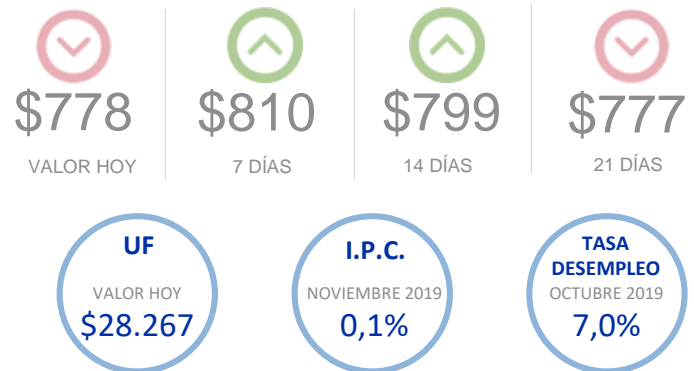 $778
$810
$799
$777
VALOR HOY
7 DÍAS
14 DÍAS
21 DÍAS
UF
VALOR HOY
$28.267
I.P.C.
NOVIEMBRE 2019
0,1%
TASA
DESEMPLEO
OCTUBRE 2019
7,0%